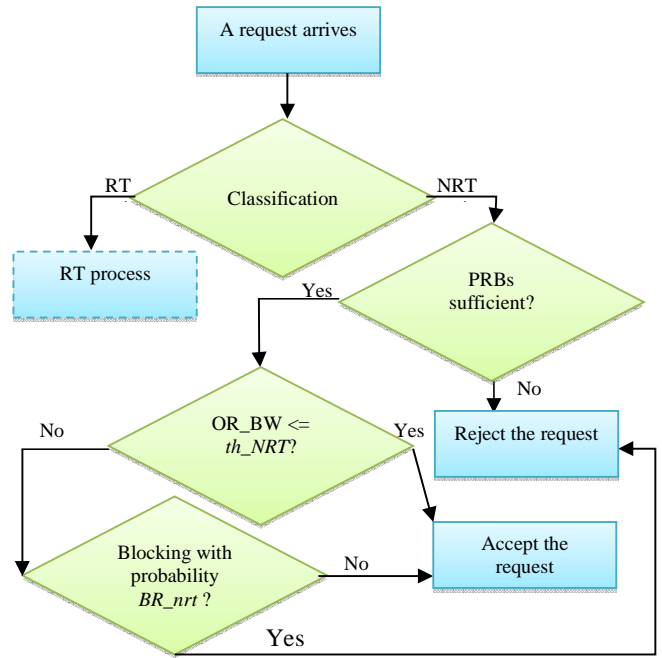 A request arrives
RT
Classification
NRT
RT process
PRBs
sufficient?
Yes
No
OR_BW <=
th_NRT?
No
Yes
Reject the request
Blocking with
probability
BR_nrt ?
No
Accept the
request
Yes